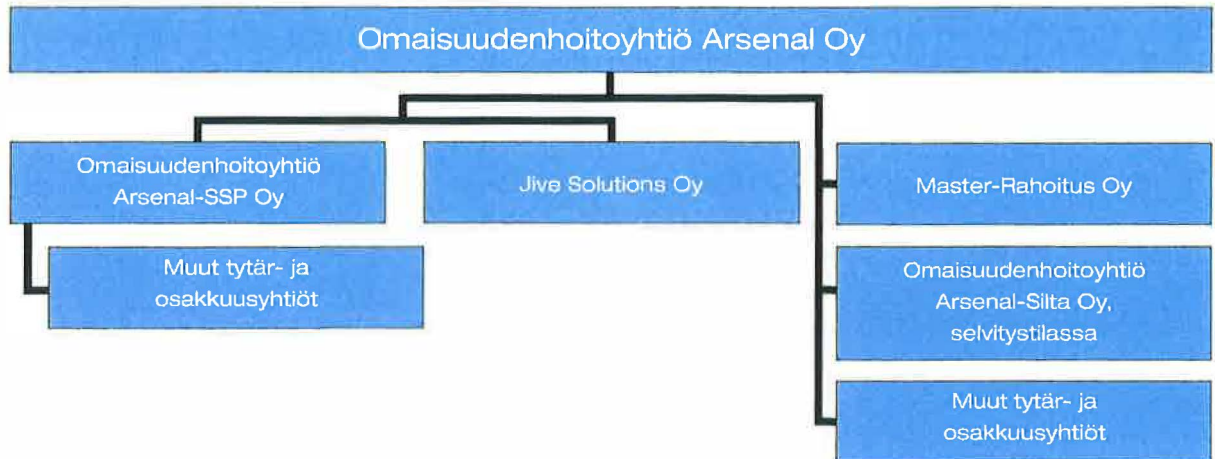 Omaisuudenhoitoyhtiö Arsenal Oy
Omaisuudenhoitoyhtiö
Arsenal-SSP Oy
Jive Solutions Oy
Master-Rahoitus Oy
Muut tytär- ja
osakkuusyhtiöt
Omaisuudenhoitoyhtiö
Arsenal-Silta Oy,
selvitystilassa
Muut tytär- ja
osakkuusyhtiöt